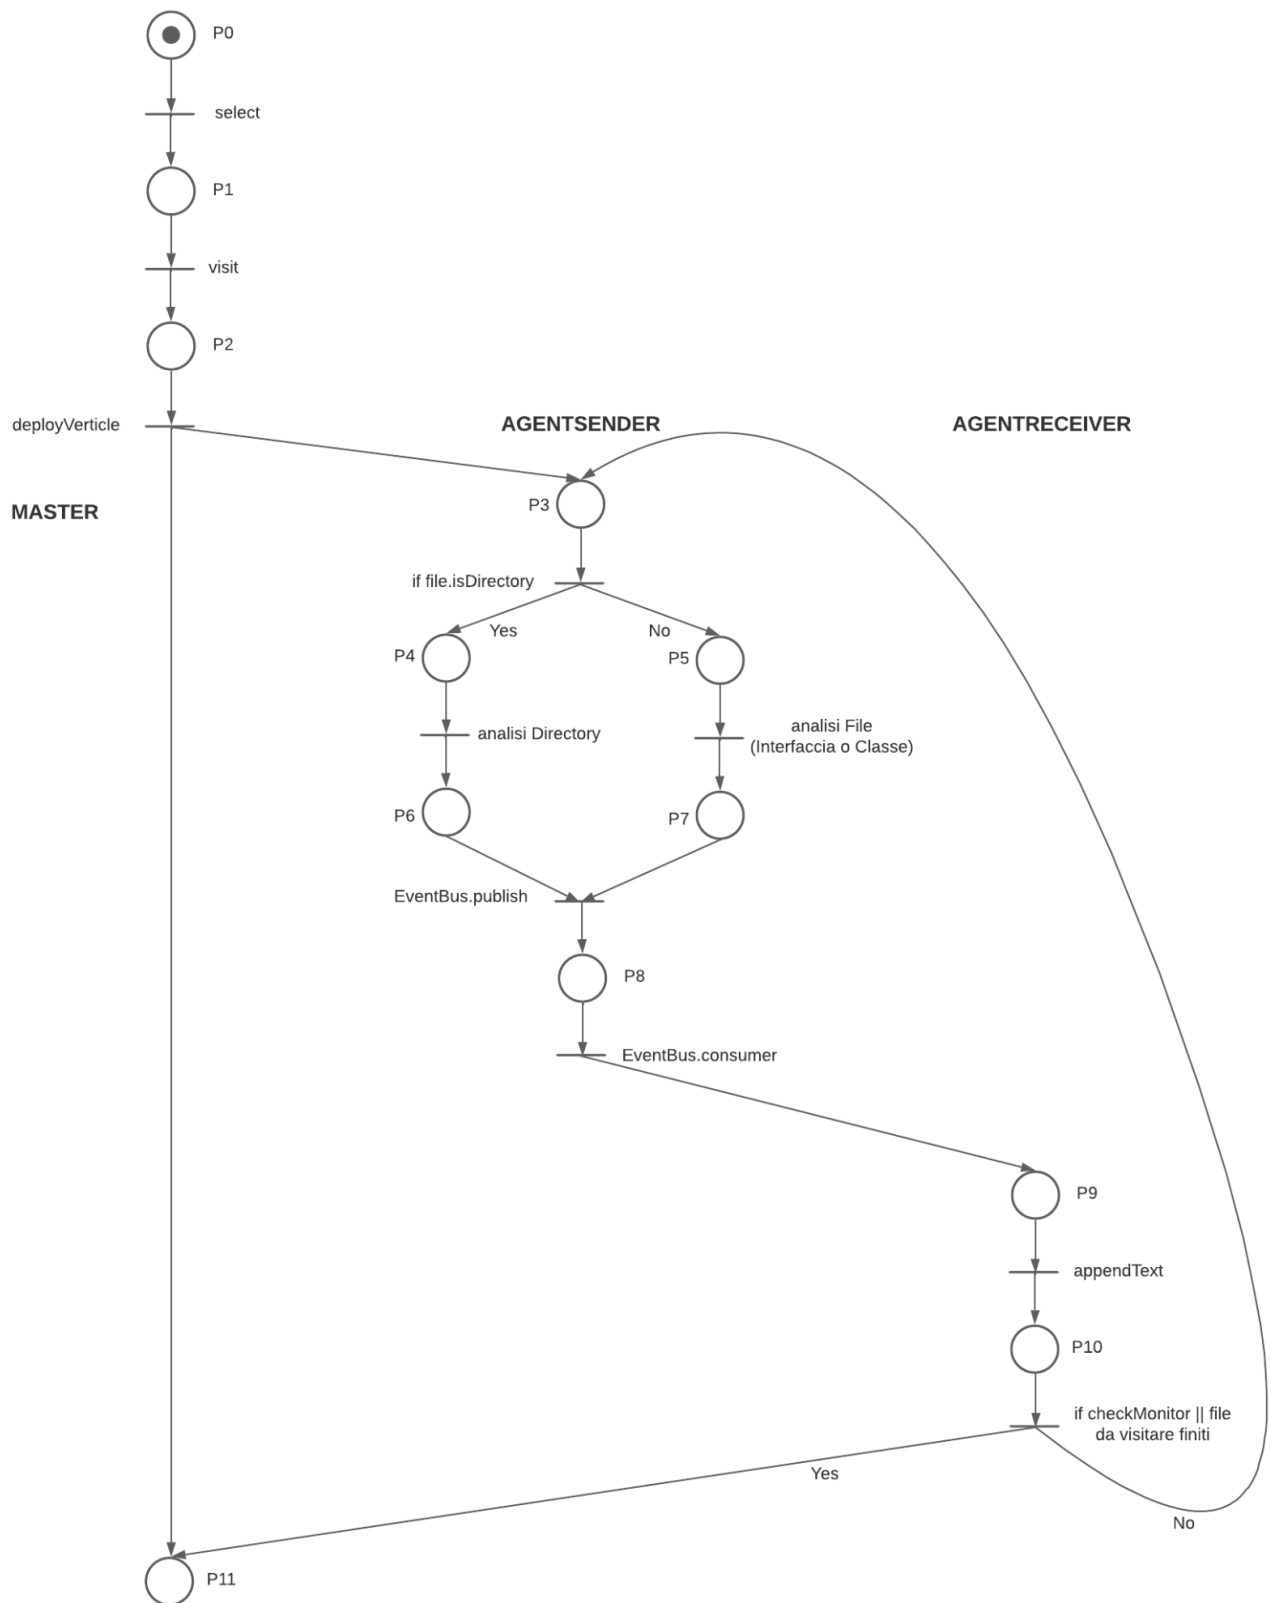 P0
select
P1
visit
P2
deployVerticle
AGENTSENDER
AGENTRECEIVER
MASTER
P3
if file.isDirectory
Yes
No
P4
P5
analisi Directory
analisi File
(Interfaccia o Classe)
P6
P7
EventBus.publish
P8
EventBus.consumer
P9
appendText
P10
if checkMonitor || file
da visitare finiti
Yes
No
P11